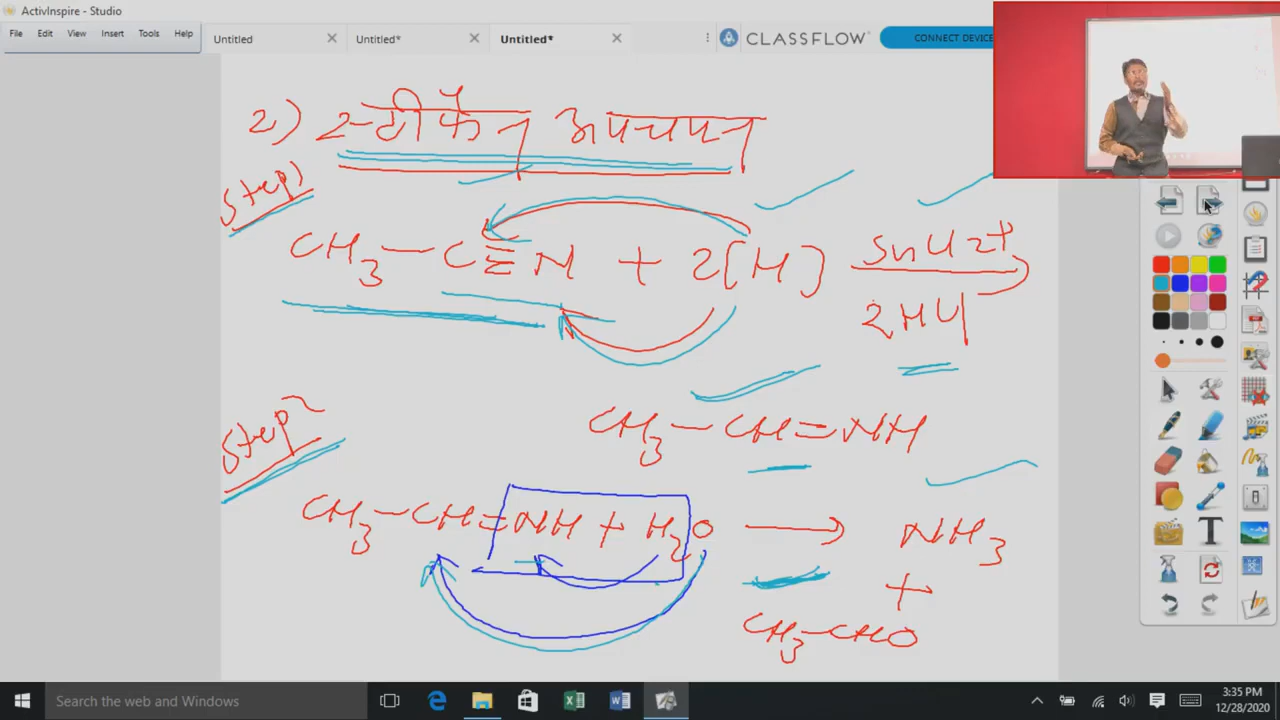 ActivInspire - Studio
File Edit View Insert Tools Help
Untitled
Untitled*
Untitled*
CLASSFLOW
CONNECT DEVICE
2) स्टीफेन अपचयन
Step1
CH3-C≡N + 2[H]
2HCl
CH3-CH=NH
Step2
CH3-CH=NH + H2O → NH3
+
CH3-CHO
Search the web and Windows
3:35 PM
12/28/2020